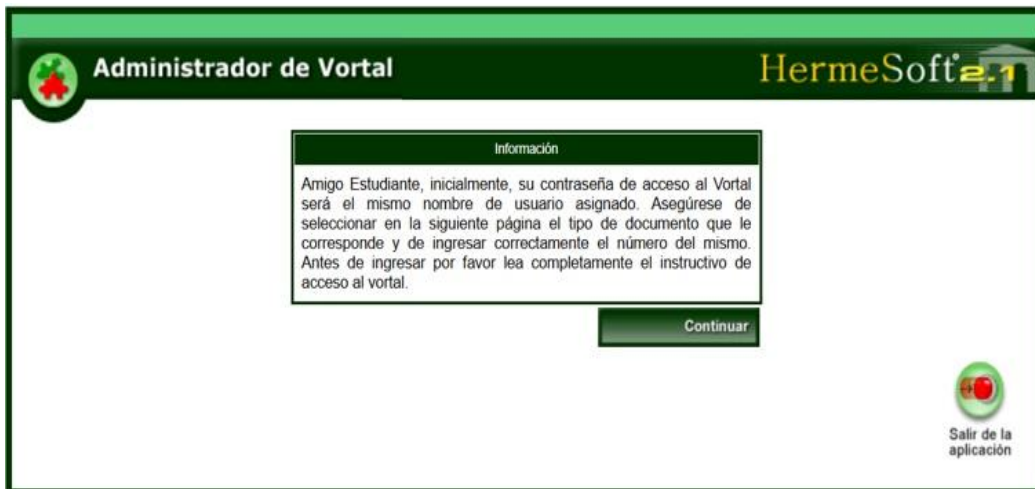 Administrador de Vortal
HermeSoft 2.1
Información
Amigo Estudiante, inicialmente, su contraseña de acceso al Vortal
será el mismo nombre de usuario asignado. Asegúrese de
seleccionar en la siguiente página el tipo de documento que le
corresponde y de ingresar correctamente el número del mismo.
Antes de ingresar por favor lea completamente el instructivo de
acceso al vortal.
Continuar
Salir de la
aplicación